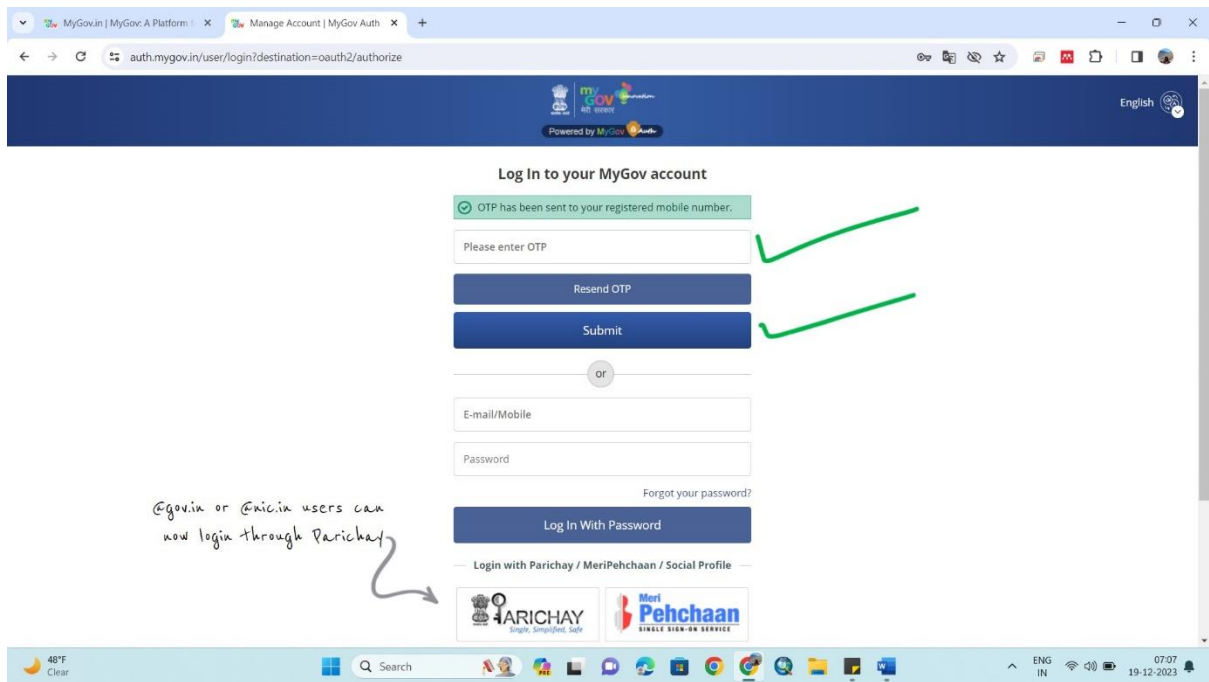 MyGov.in | MyGov: A Platform
Manage Account | MyGov Auth
auth.mygov.in/user/login?destination=oauth2/authorize
my
GOV
मेरी सरकार
Powered by MyGov Auth
English
Log In to your MyGov account
OTP has been sent to your registered mobile number.
Please enter OTP
Resend OTP
Submit
or
E-mail/Mobile
Password
Forgot your password?
@gov.in or @nic.in users can
now login through Parichay
Log In With Password
Login with Parichay / MeriPehchaan / Social Profile
PARICHAY
Single, Simplified, Safe
Meri
Pehchaan
SINGLE SIGN-ON SERVICE
48°F
Clear
Search
ENG
IN
07:07
19-12-2023